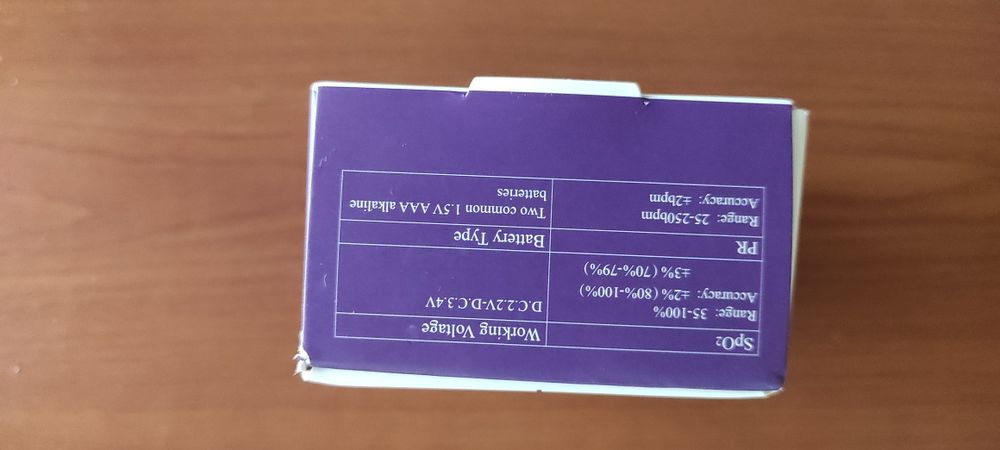 SpO2
Range: 35-100%
Accuracy: ±2% (80%-100%)
±3% (70%-79%)
PR
Range: 25-250bpm
Accuracy: ±2bpm
Working Voltage
D.C.2.2V-D.C.3.4V
Battery Type
Two common 1.5V AAA alkaline
batteries